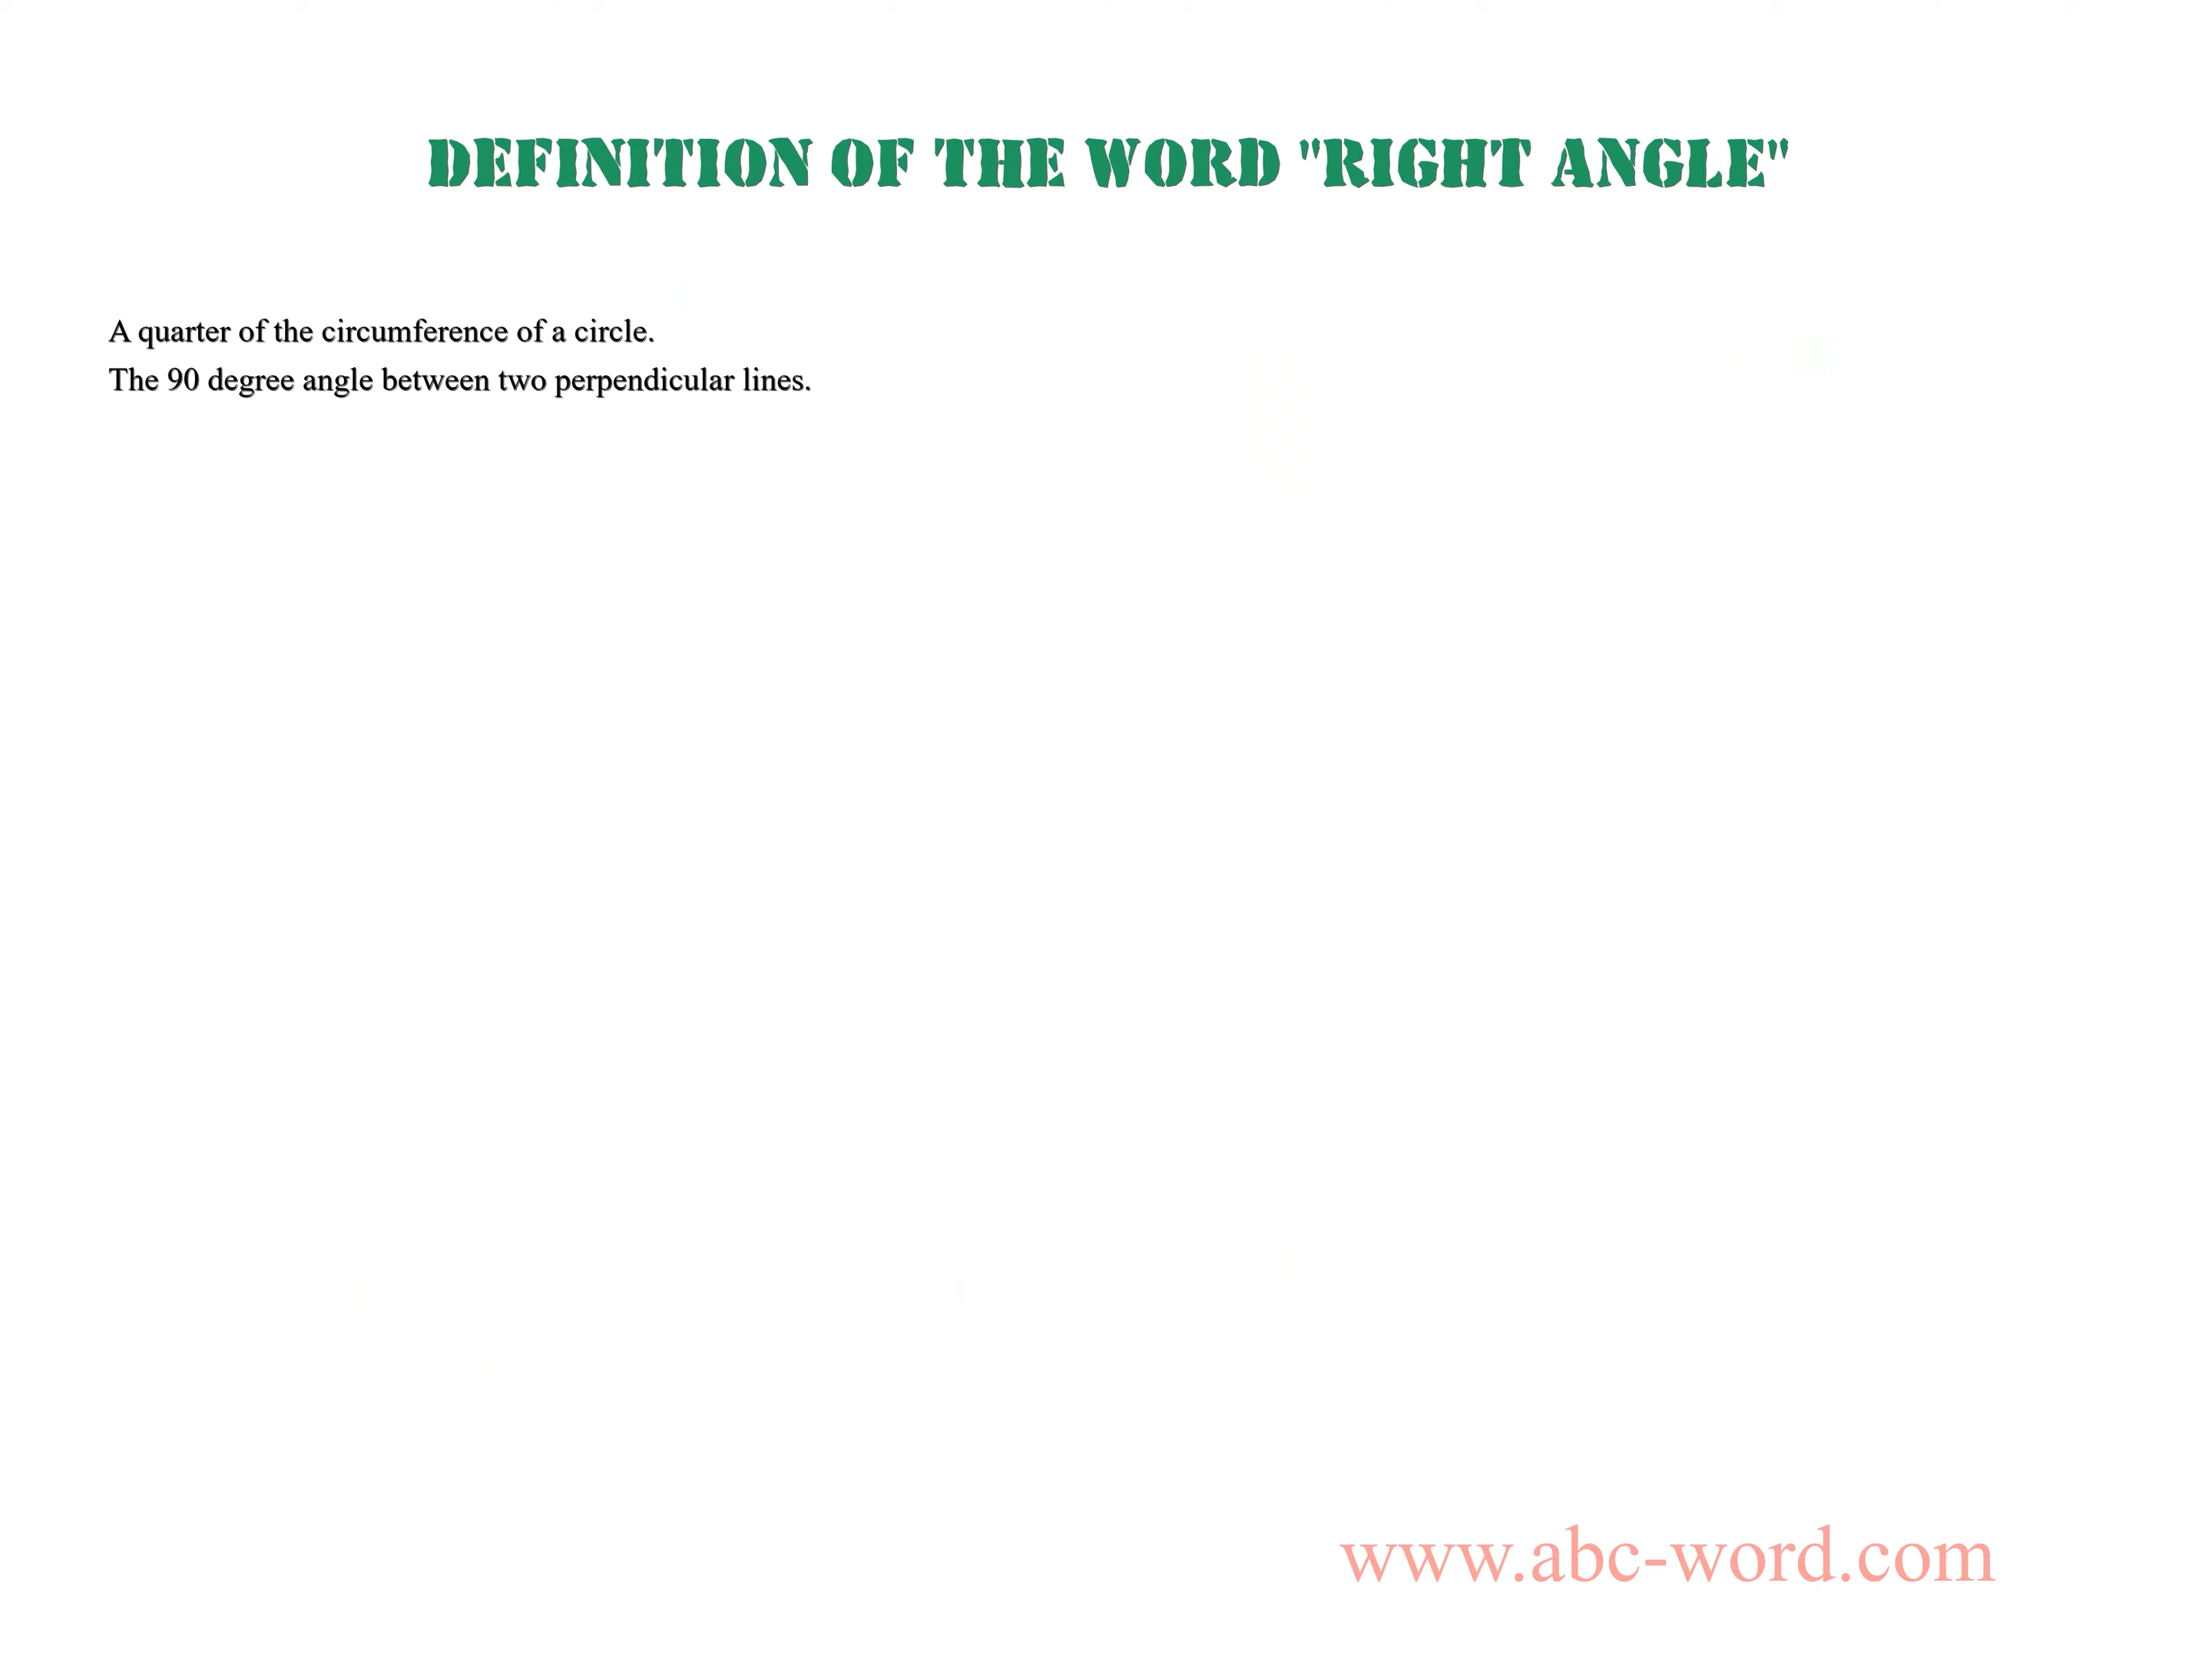 DEFINITION OF THE WORD "RIGHT ANGLE"
A quarter of the circumference of a circle.
The 90 degree angle between two perpendicular lines.
www.abc-word.com